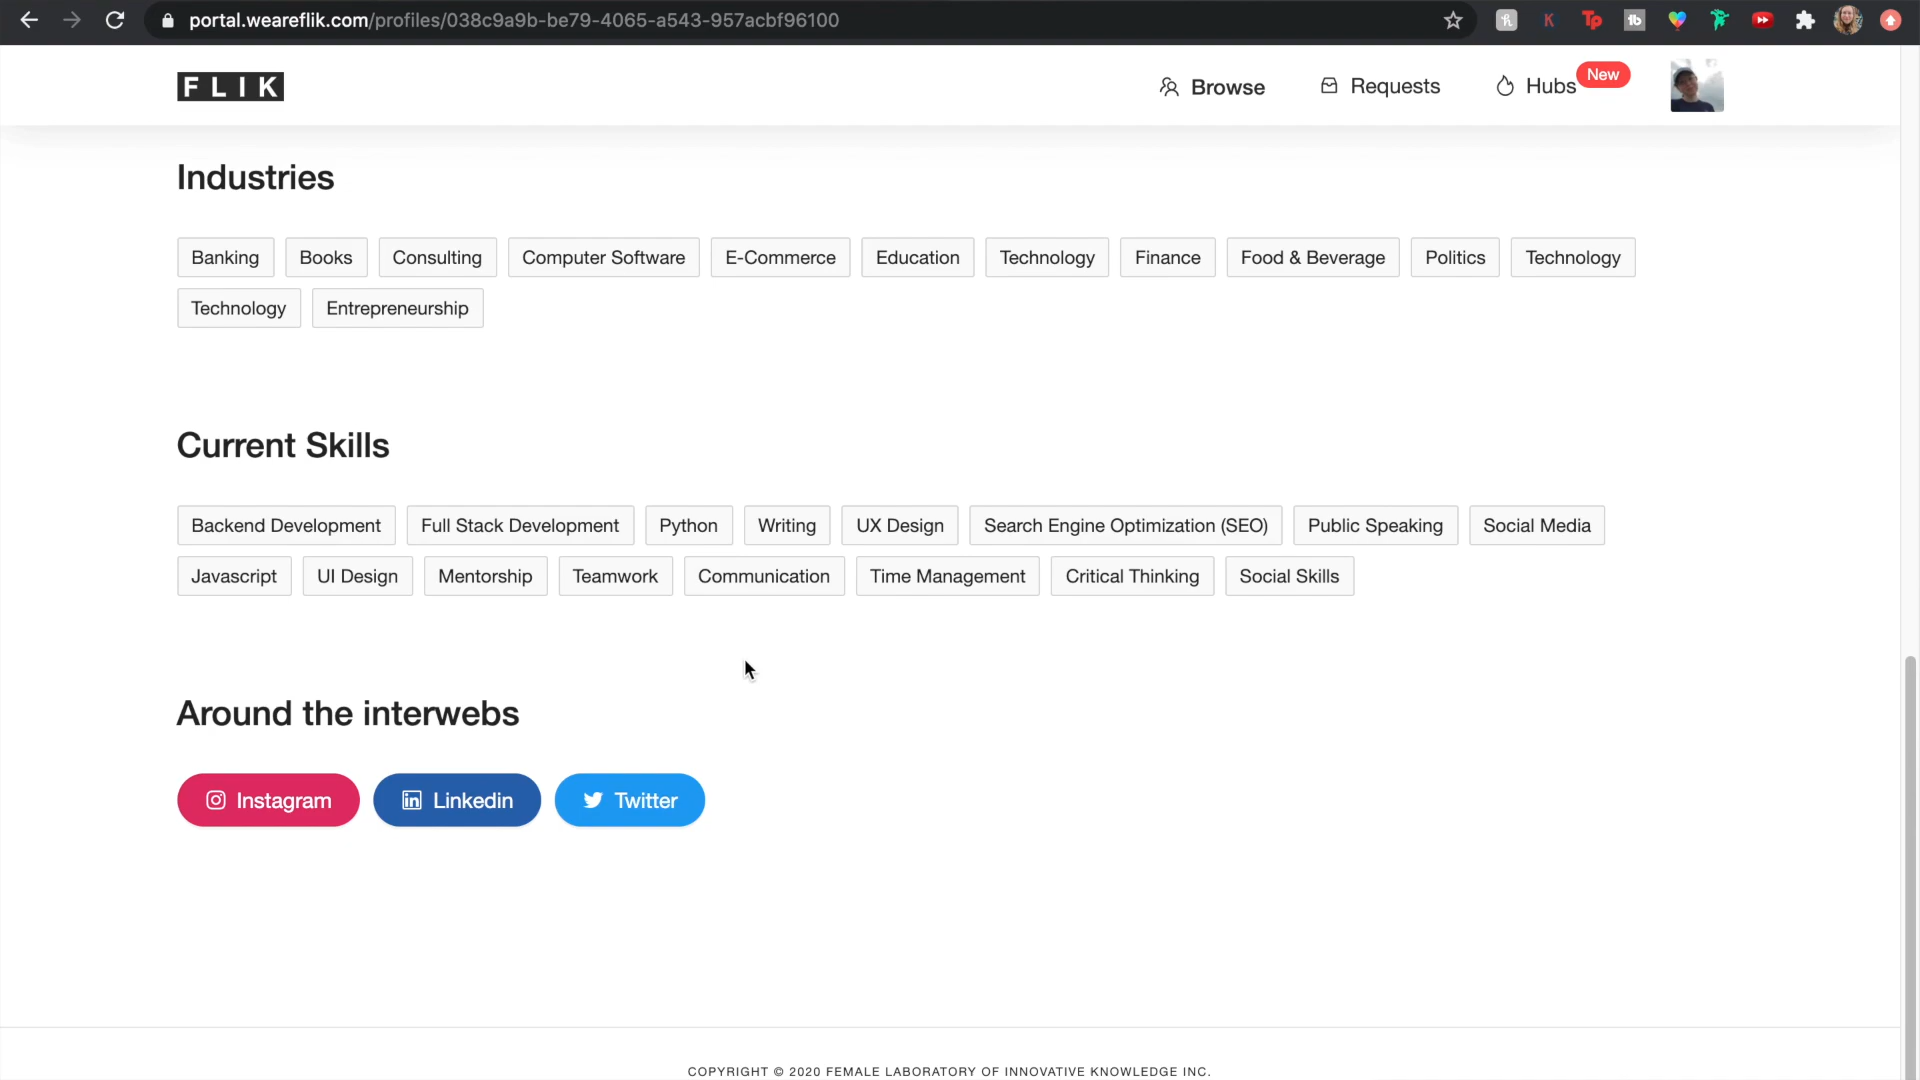 portal.weareflik.com/profiles/038c9a9b-be79-4065-a543-957acbf96100
K Tp tb
FLIK Browse Requests Hubs New
Industries
Banking Books Consulting Computer Software E-Commerce Education Technology Finance Food & Beverage Politics Technology
Technology Entrepreneurship
Current Skills
Backend Development Full Stack Development Python Writing UX Design Search Engine Optimization (SEO) Public Speaking Social Media
Javascript UI Design Mentorship Teamwork Communication Time Management Critical Thinking Social Skills
Around the interwebs
Instagram Linkedin Twitter
COPYRIGHT © 2020 FEMALE LABORATORY OF INNOVATIVE KNOWLEDGE INC.